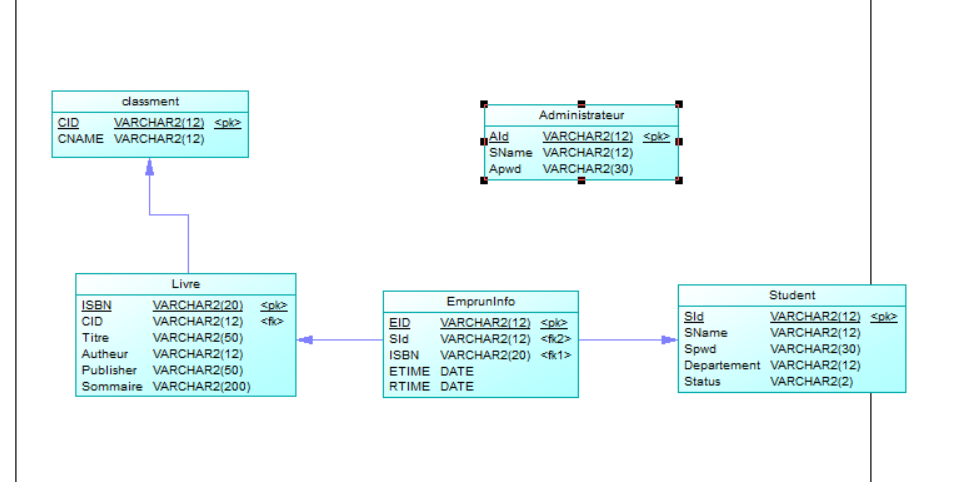 classment
CID VARCHAR2(12) <pk>
CNAME VARCHAR2(12)
Administrateur
AId VARCHAR2(12) <pk>
SName VARCHAR2(12)
Apwd VARCHAR2(30)
Livre
ISBN VARCHAR2(20) <pk>
CID VARCHAR2(12) <fk>
Titre VARCHAR2(50)
Autheur VARCHAR2(12)
Publisher VARCHAR2(50)
Sommaire VARCHAR2(200)
EmprunInfo
EID VARCHAR2(12) <pk>
SId VARCHAR2(12) <fk2>
ISBN VARCHAR2(20) <fk1>
ETIME DATE
RTIME DATE
Student
SId VARCHAR2(12) <pk>
SName VARCHAR2(12)
Spwd VARCHAR2(30)
Departement VARCHAR2(12)
Status VARCHAR2(2)